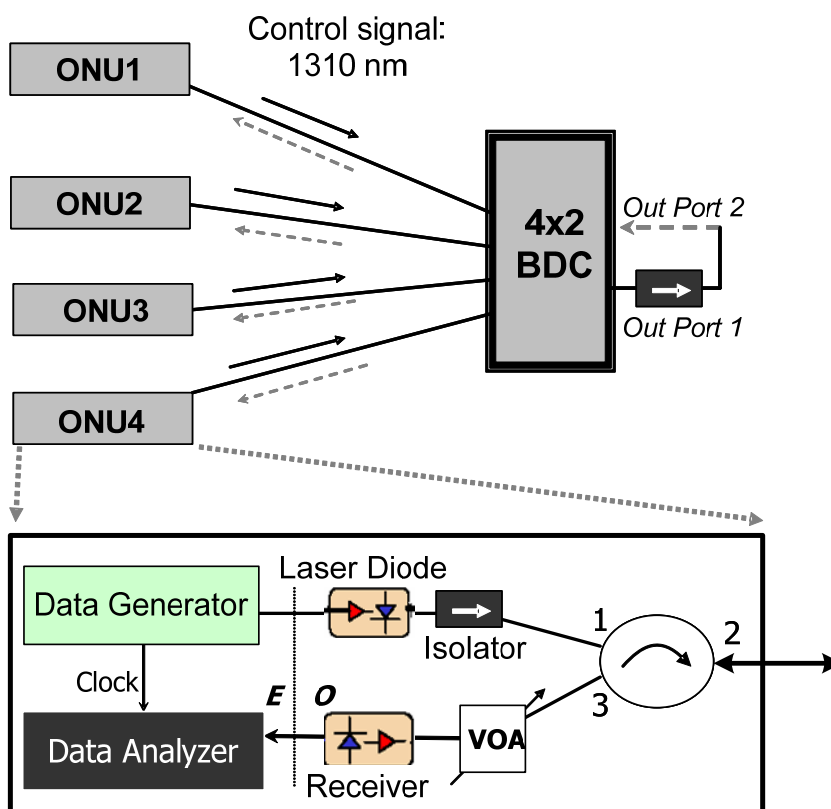 Control signal:
1310 nm
ONU1
ONU2
ONU3
ONU4
4x2
BDC
Out Port 2
Out Port 1
Data Generator
Laser Diode
Isolator
1
2
3
Clock
E
O
Data Analyzer
Receiver
VOA